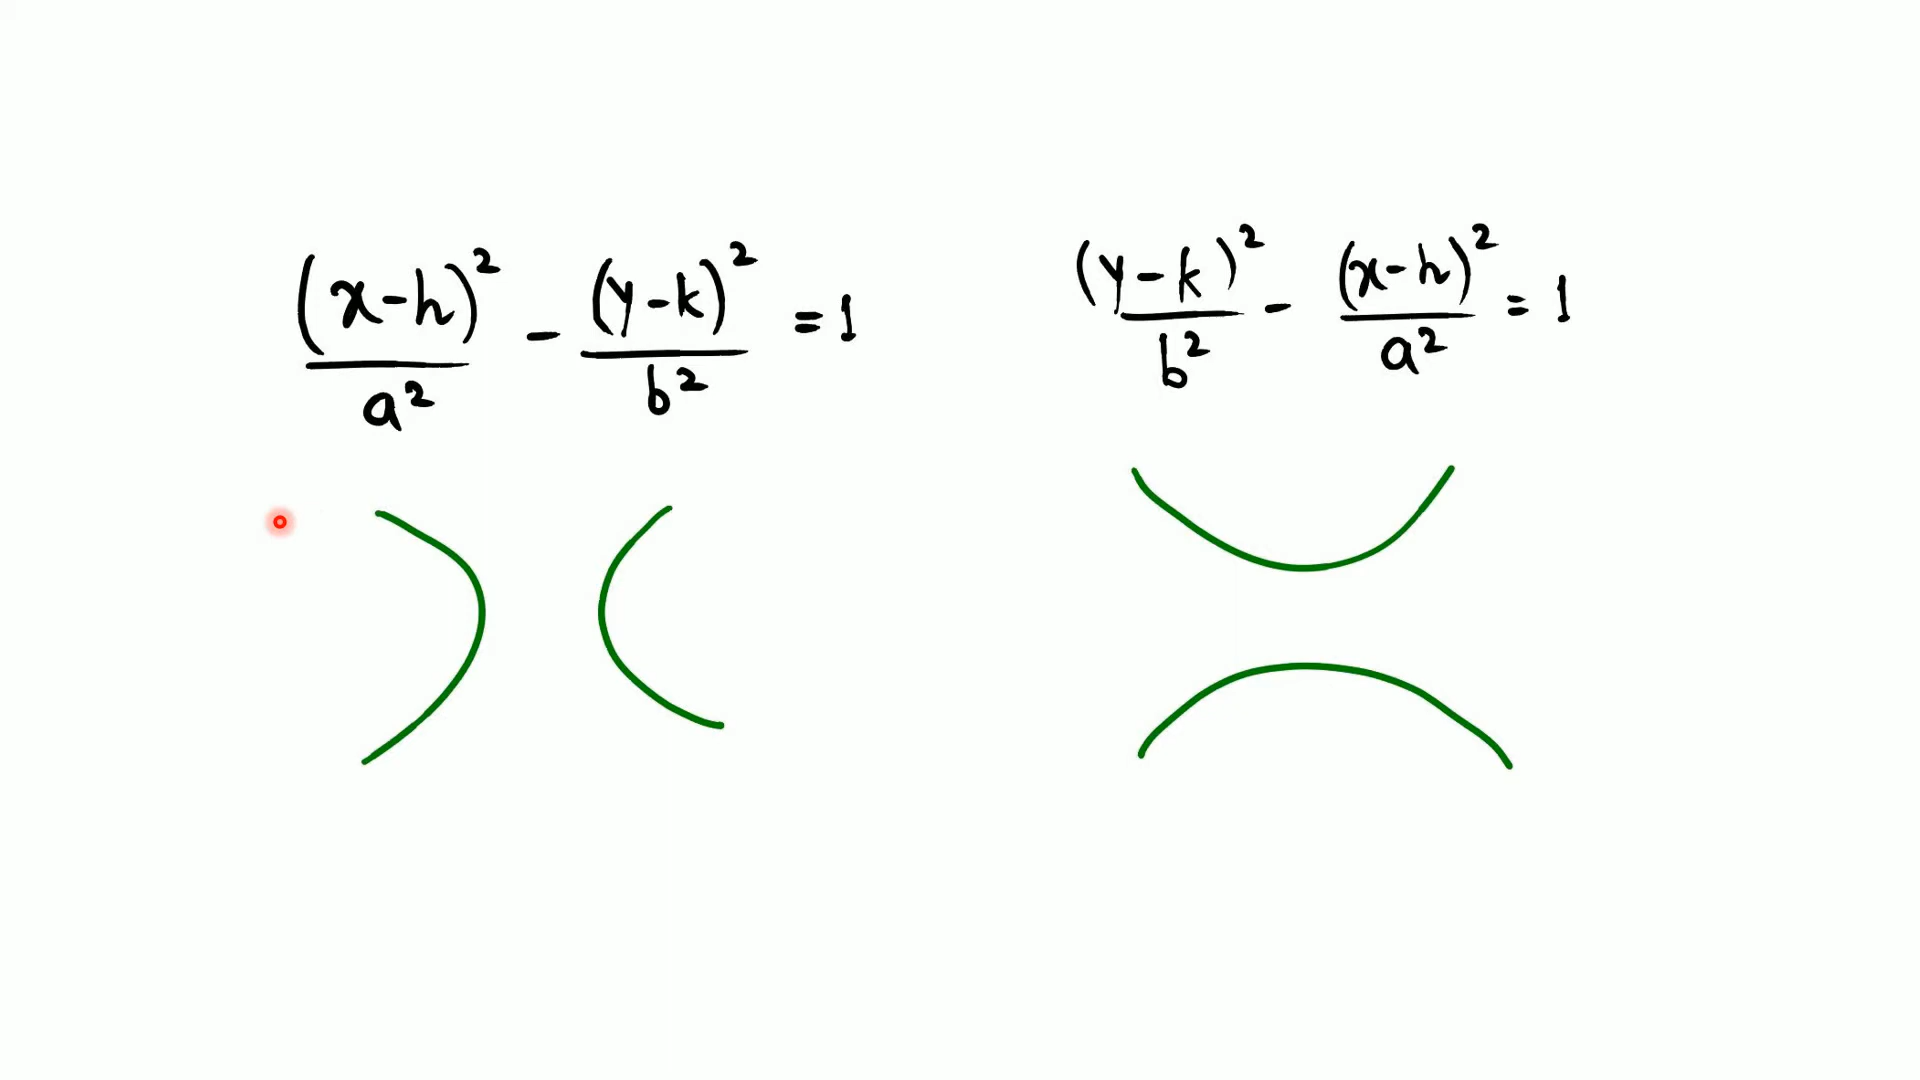 (x-h)²/a² - (y-k)²/b² = 1
(y-k)²/b² - (x-h)²/a² = 1